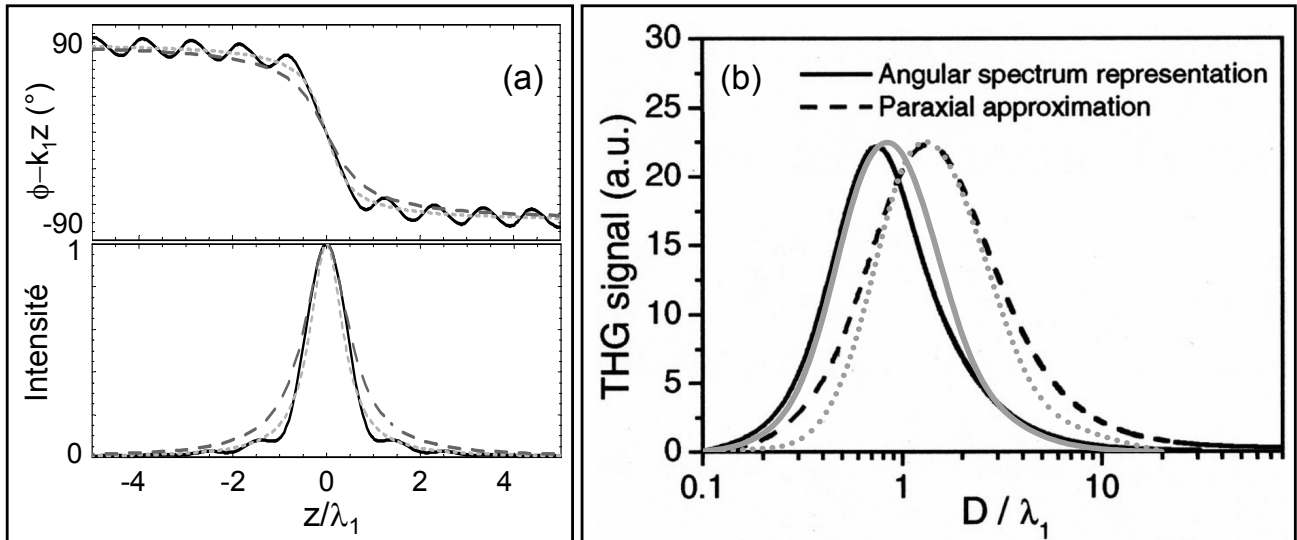 90
(a)
ϕ−k₁z (°)
-90
1
Intensité
0
-4
-2
0
2
4
z/λ₁
30
(b)
Angular spectrum representation
Paraxial approximation
25
20
15
10
5
0
THG signal (a.u.)
0.1
1
10
D / λ₁